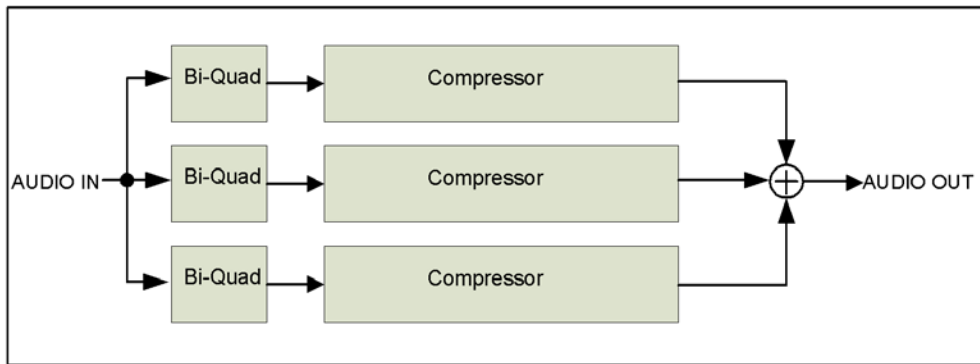 Bi-Quad
Compressor
AUDIO IN
Bi-Quad
Compressor
AUDIO OUT
Bi-Quad
Compressor